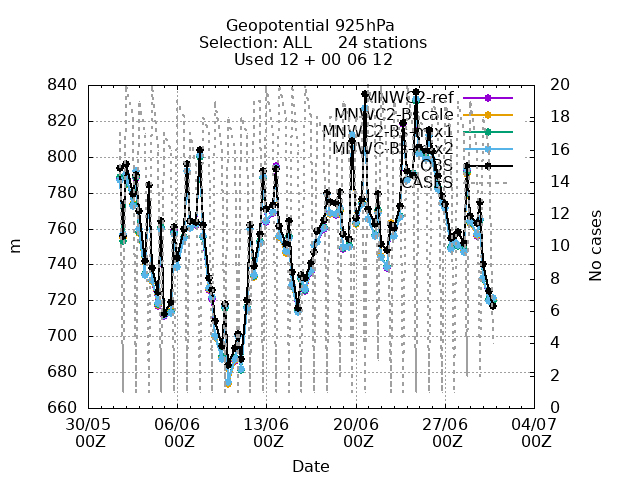 Geopotential 925hPa
Selection: ALL 24 stations
Used 12 + 00 06 12
840
820
800
780
760
740
720
700
680
660
m
20
18
16
14
12
10
8
6
4
2
0
No cases
MNWC2-ref
OBS
CASES
30/05 06/06 13/06 20/06 27/06 04/07
00Z 00Z 00Z 00Z 00Z 00Z
Date